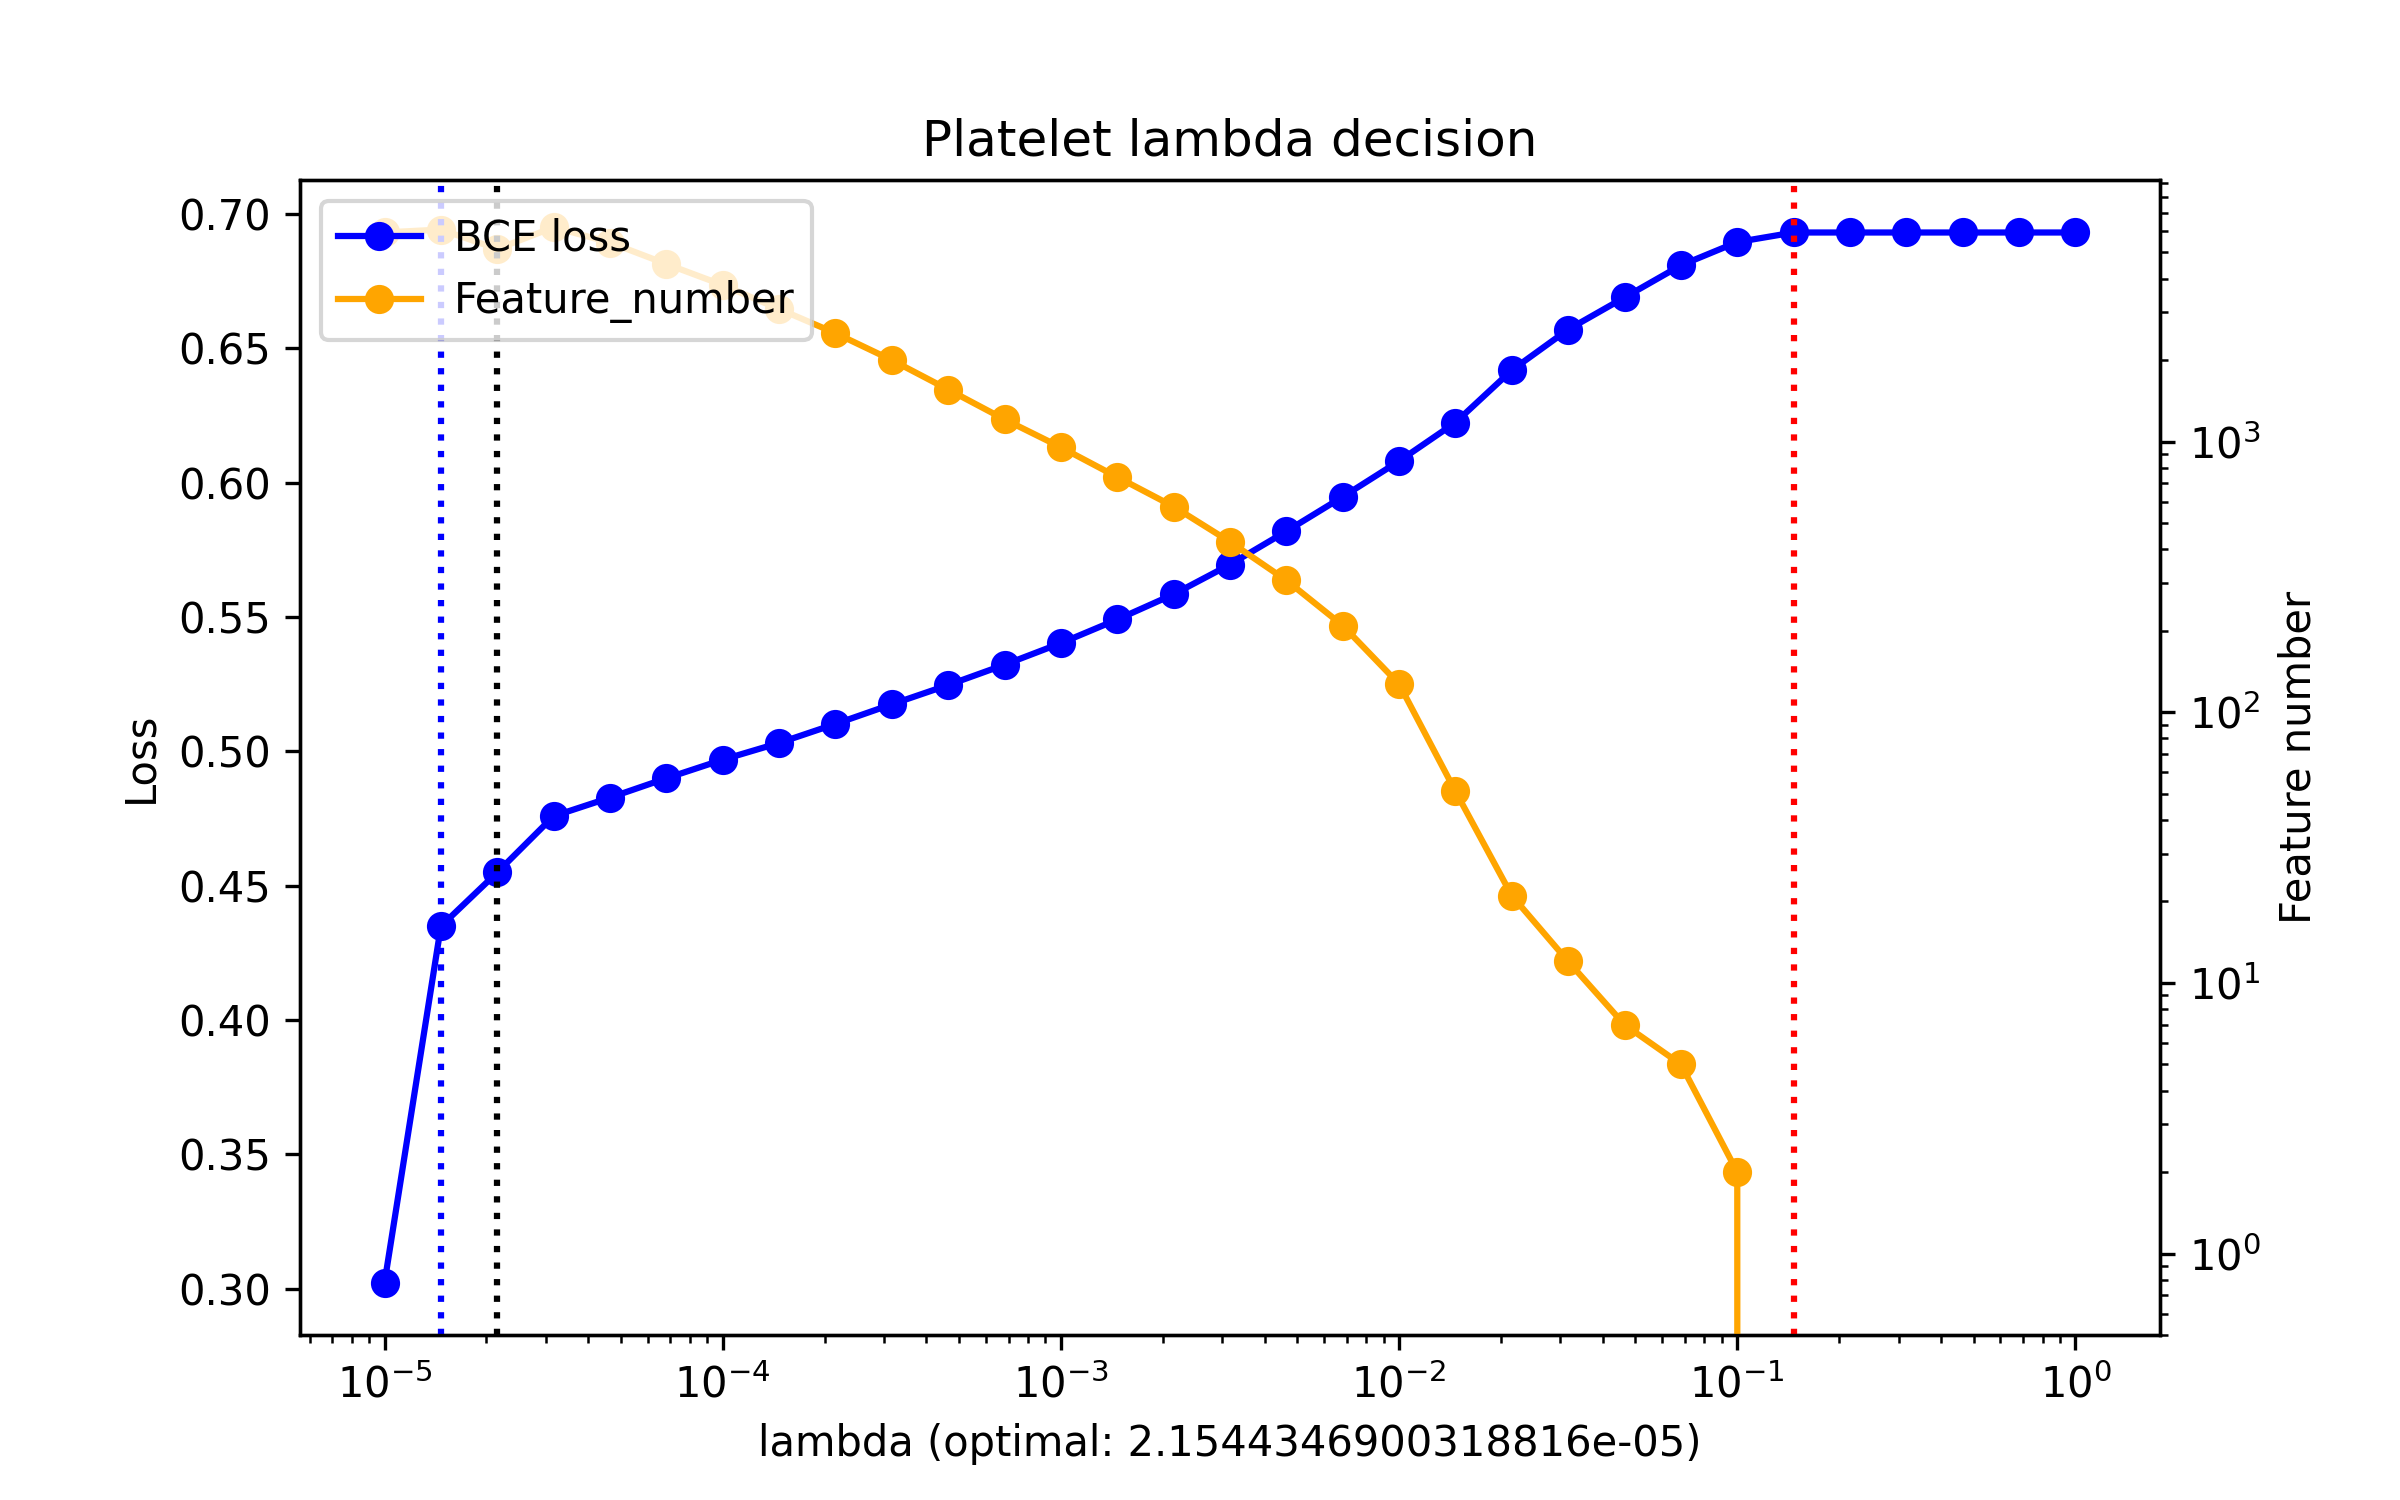 Platelet lambda decision
BCE loss
Feature_number
0.70
0.65
0.60
0.55
0.50
0.45
0.40
0.35
0.30
Loss
10³
10²
10¹
10⁰
Feature number
10⁻⁵ 10⁻⁴ 10⁻³ 10⁻² 10⁻¹ 10⁰
lambda (optimal: 2.1544346900318816e-05)